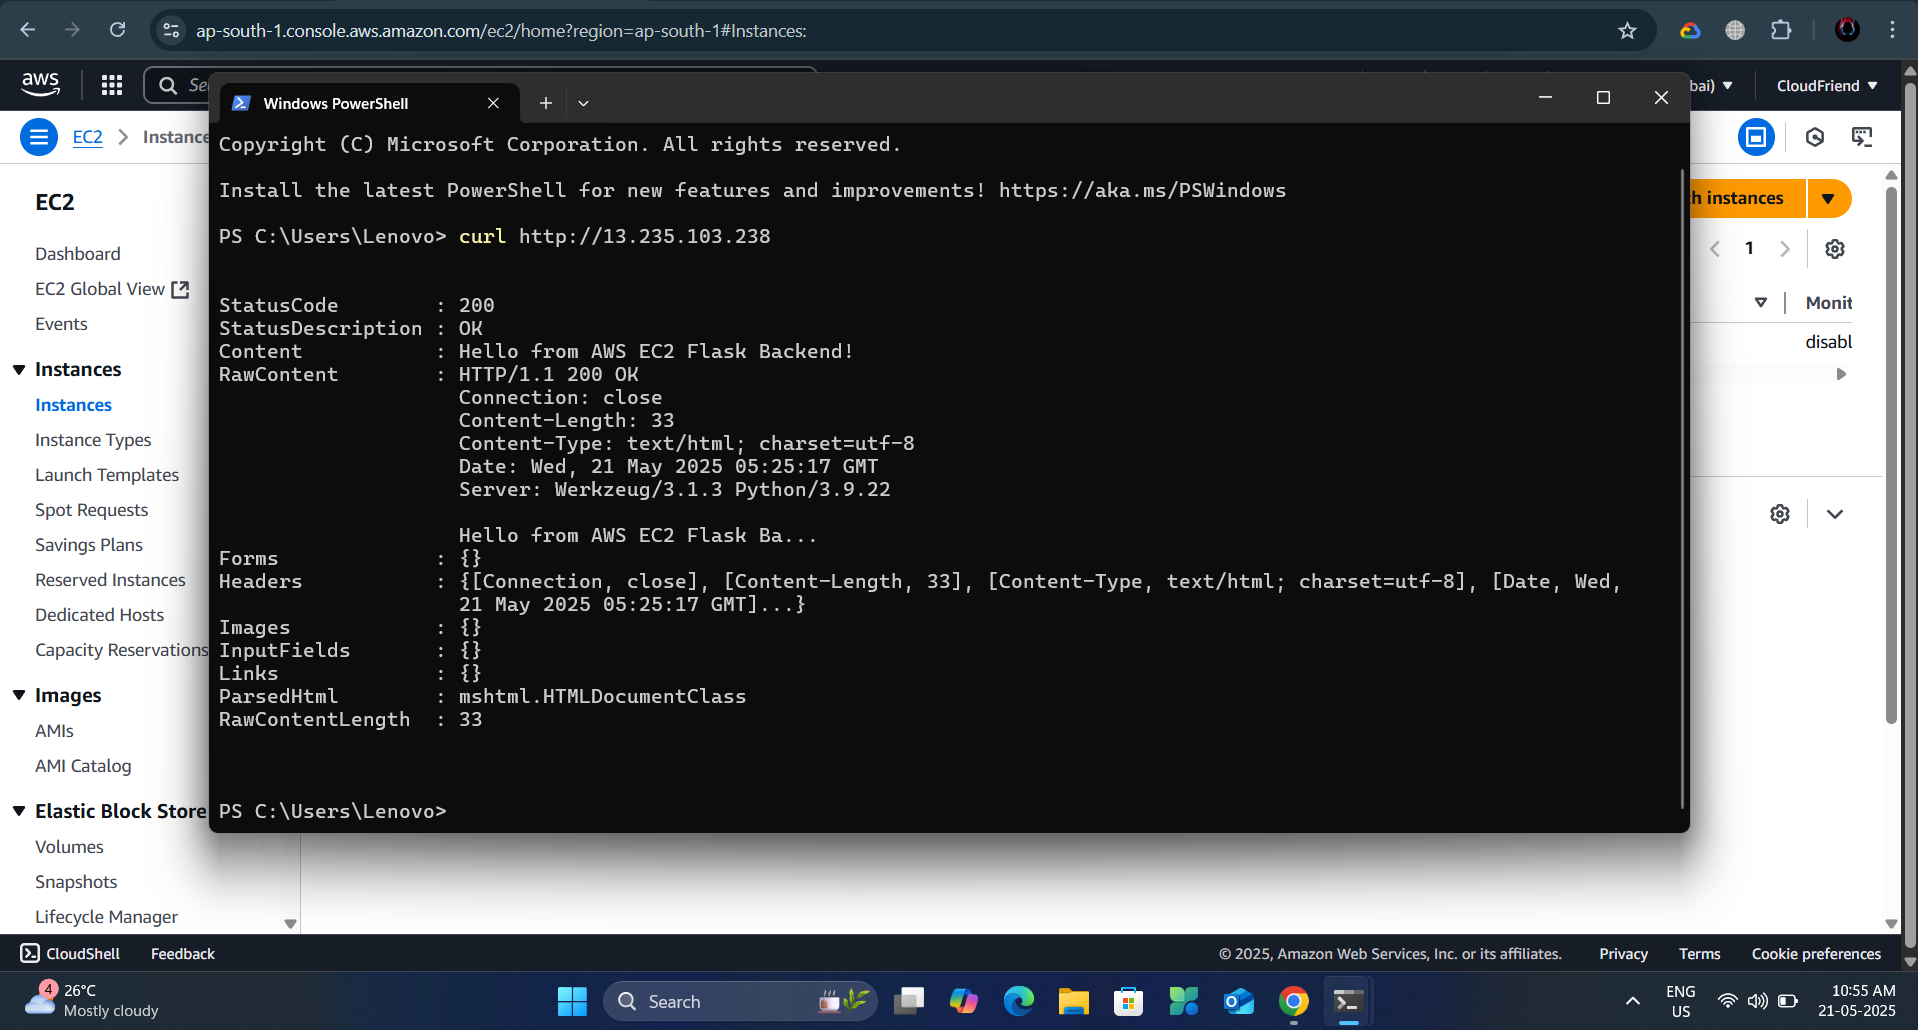 ap-south-1.console.aws.amazon.com/ec2/home?region=ap-south-1#Instances:
aws
CloudFriend
Windows PowerShell
EC2
Copyright (C) Microsoft Corporation. All rights reserved.
Install the latest PowerShell for new features and improvements! https://aka.ms/PSWindows
PS C:\Users\Lenovo> curl http://13.235.103.238
StatusCode : 200
StatusDescription : OK
Content : Hello from AWS EC2 Flask Backend!
RawContent : HTTP/1.1 200 OK
Connection: close
Content-Length: 33
Content-Type: text/html; charset=utf-8
Date: Wed, 21 May 2025 05:25:17 GMT
Server: Werkzeug/3.1.3 Python/3.9.22
Hello from AWS EC2 Flask Ba...
Forms : {}
Headers : {[Connection, close], [Content-Length, 33], [Content-Type, text/html; charset=utf-8], [Date, Wed,
21 May 2025 05:25:17 GMT]...}
Images : {}
InputFields : {}
Links : {}
ParsedHtml : mshtml.HTMLDocumentClass
RawContentLength : 33
PS C:\Users\Lenovo>
EC2
Dashboard
EC2 Global View
Events
Instances
Instances
Instance Types
Launch Templates
Spot Requests
Savings Plans
Reserved Instances
Dedicated Hosts
Capacity Reservations
Images
AMIs
AMI Catalog
Elastic Block Store
Volumes
Snapshots
Lifecycle Manager
instances
1
Monit
disabl
CloudShell
Feedback
© 2025, Amazon Web Services, Inc. or its affiliates.
Privacy
Terms
Cookie preferences
4
26°C
Mostly cloudy
Search
ENG
US
10:55 AM
21-05-2025